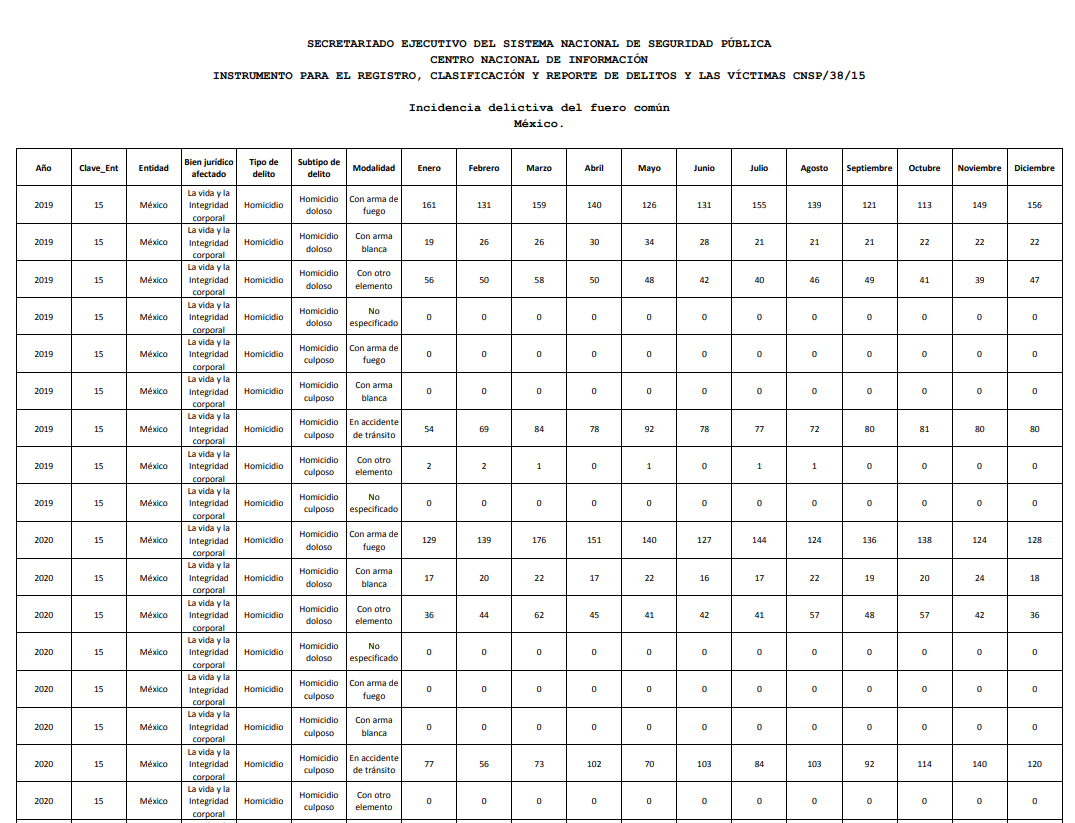 SECRETARIADO EJECUTIVO DEL SISTEMA NACIONAL DE SEGURIDAD PÚBLICA
CENTRO NACIONAL DE INFORMACIÓN
INSTRUMENTO PARA EL REGISTRO, CLASIFICACIÓN Y REPORTE DE DELITOS Y LAS VÍCTIMAS CNSP/38/15
Incidencia delictiva del fuero común
México.
Año Clave_Ent Entidad Bien jurídico afectado Tipo de delito Subtipo de delito Modalidad Enero Febrero Marzo Abril Mayo Junio Julio Agosto Septiembre Octubre Noviembre Diciembre
2019 15 México La vida y la Integridad corporal Homicidio Homicidio doloso Con arma de fuego 161 131 159 140 126 131 155 139 121 113 149 156
2019 15 México La vida y la Integridad corporal Homicidio Homicidio doloso Con arma blanca 19 26 26 30 34 28 21 21 21 22 22 22
2019 15 México La vida y la Integridad corporal Homicidio Homicidio doloso Con otro elemento 56 50 58 50 48 42 40 46 49 41 39 47
2019 15 México La vida y la Integridad corporal Homicidio Homicidio doloso No especificado 0 0 0 0 0 0 0 0 0 0 0 0
2019 15 México La vida y la Integridad corporal Homicidio Homicidio culposo Con arma de fuego 0 0 0 0 0 0 0 0 0 0 0 0
2019 15 México La vida y la Integridad corporal Homicidio Homicidio culposo Con arma blanca 0 0 0 0 0 0 0 0 0 0 0 0
2019 15 México La vida y la Integridad corporal Homicidio Homicidio culposo En accidente de tránsito 54 69 84 78 92 78 77 72 80 81 80 80
2019 15 México La vida y la Integridad corporal Homicidio Homicidio culposo Con otro elemento 2 2 1 0 1 0 1 1 0 0 0 0
2019 15 México La vida y la Integridad corporal Homicidio Homicidio culposo No especificado 0 0 0 0 0 0 0 0 0 0 0 0
2020 15 México La vida y la Integridad corporal Homicidio Homicidio doloso Con arma de fuego 129 139 176 151 140 127 144 124 136 138 124 128
2020 15 México La vida y la Integridad corporal Homicidio Homicidio doloso Con arma blanca 17 20 22 17 22 16 17 22 19 20 24 18
2020 15 México La vida y la Integridad corporal Homicidio Homicidio doloso Con otro elemento 36 44 62 45 41 42 41 57 48 57 42 36
2020 15 México La vida y la Integridad corporal Homicidio Homicidio doloso No especificado 0 0 0 0 0 0 0 0 0 0 0 0
2020 15 México La vida y la Integridad corporal Homicidio Homicidio culposo Con arma de fuego 0 0 0 0 0 0 0 0 0 0 0 0
2020 15 México La vida y la Integridad corporal Homicidio Homicidio culposo Con arma blanca 0 0 0 0 0 0 0 0 0 0 0 0
2020 15 México La vida y la Integridad corporal Homicidio Homicidio culposo En accidente de tránsito 77 56 73 102 70 103 84 103 92 114 140 120
2020 15 México La vida y la Integridad corporal Homicidio Homicidio culposo Con otro elemento 0 0 0 0 0 0 0 0 0 0 0 0